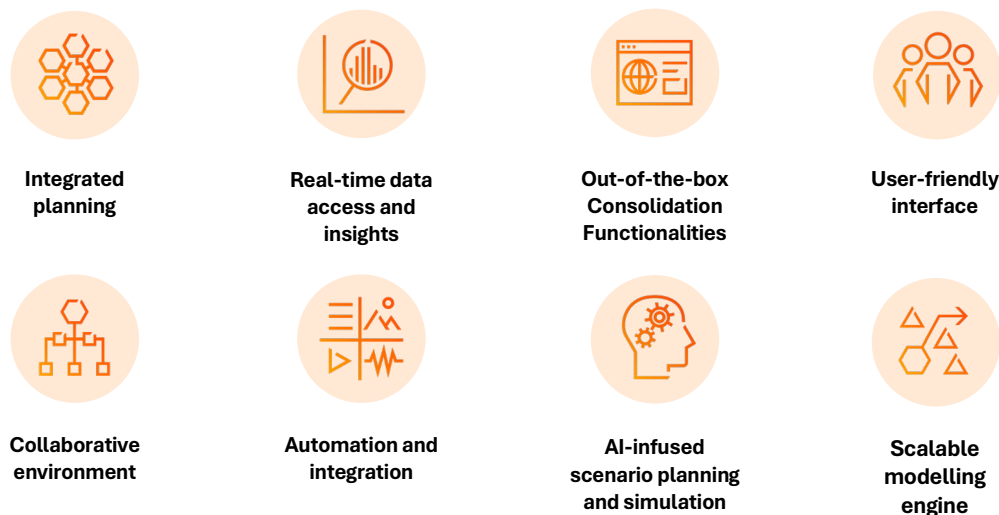 Integrated
planning
Real-time data
access and
insights
Out-of-the-box
Consolidation
Functionalities
User-friendly
interface
Collaborative
environment
Automation and
integration
AI-infused
scenario planning
and simulation
Scalable
modelling
engine